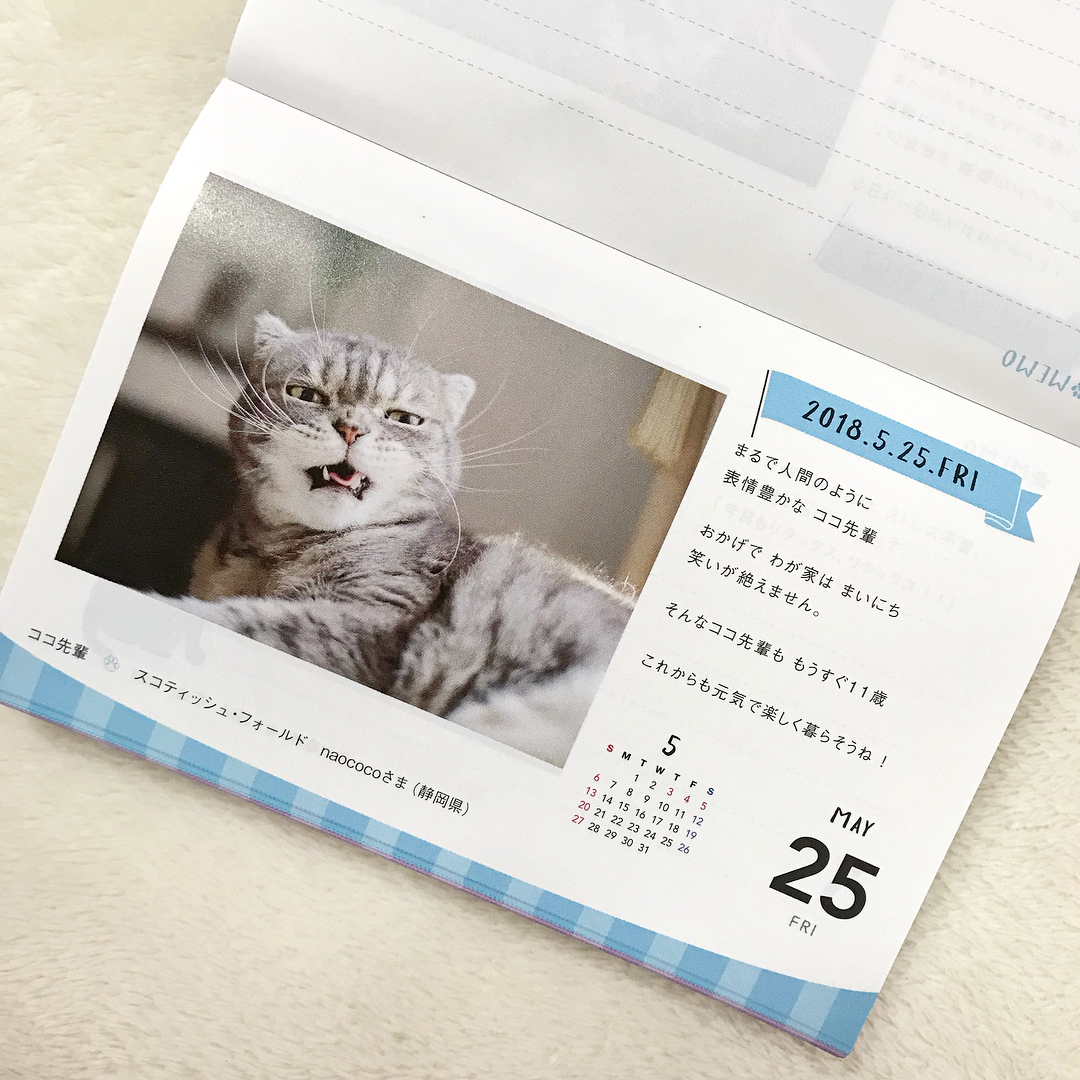 MEMO
2018.5.25.FRI
まるで人間のように
表情豊かな ココ先輩
おかげで わが家は まいにち
笑いが絶えません。
そんなココ先輩も もうすぐ11歳
これからも元気で楽しく暮らそうね！
ココ先輩
スコティッシュ・フォールド naococoさま（静岡県）
5
S M T W T F S
1 2 3 4 5
6 7 8 9 10 11 12
13 14 15 16 17 18 19
20 21 22 23 24 25 26
27 28 29 30 31
MAY
25
FRI